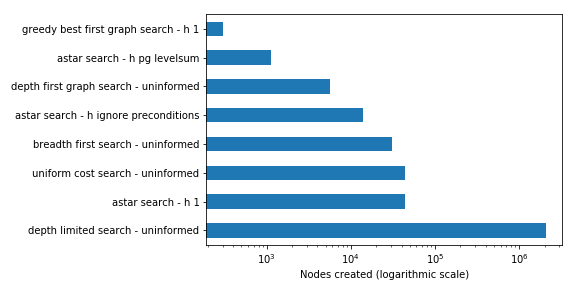 greedy best first graph search - h 1
astar search - h pg levelsum
depth first graph search - uninformed
astar search - h ignore preconditions
breadth first search - uninformed
uniform cost search - uninformed
astar search - h 1
depth limited search - uninformed
10³ 10⁴ 10⁵ 10⁶
Nodes created (logarithmic scale)